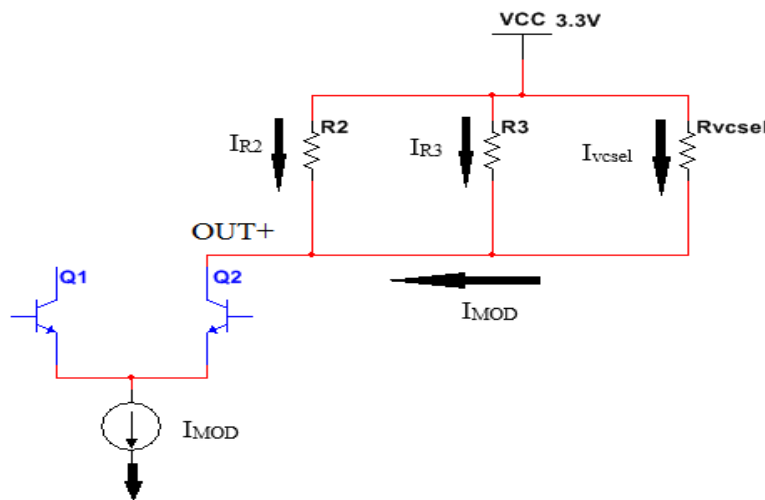 VCC 3.3V
R2
R3
Rvcsel
IR2
IR3
Ivcsel
OUT+
Q1
Q2
IMOD
IMOD